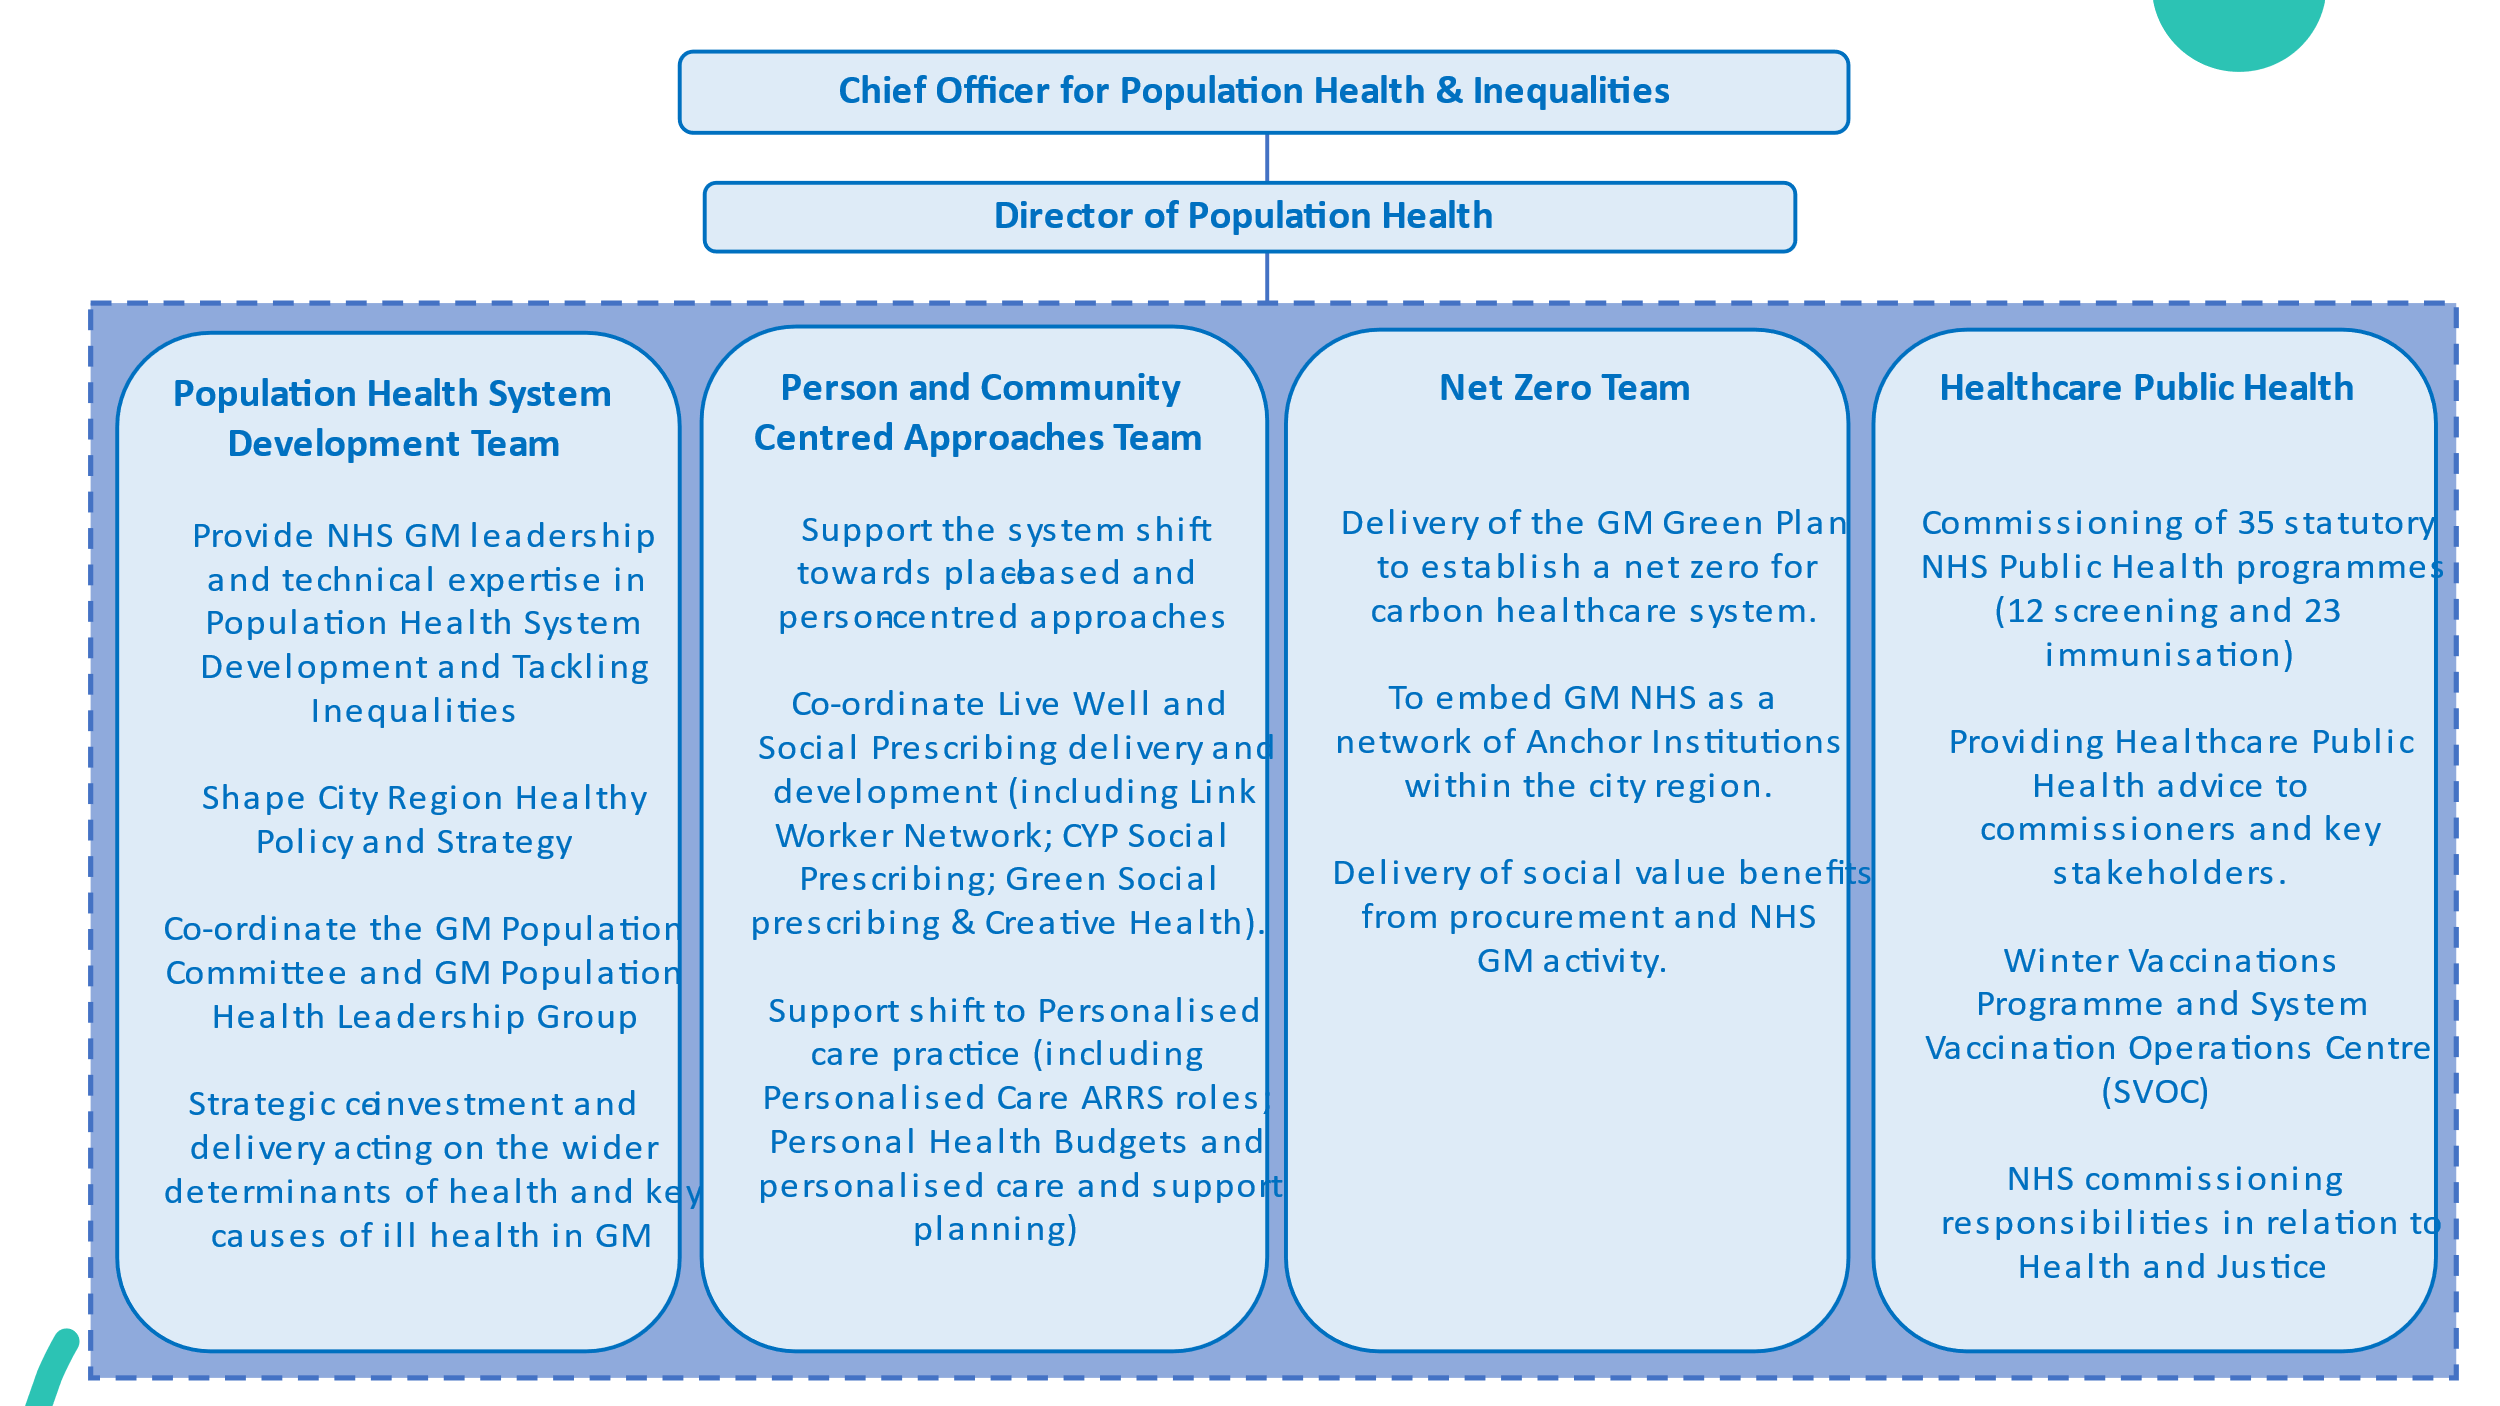 Chief Officer for Population Health & Inequalities
Director of Population Health
Population Health System
Development Team
Provide NHS GM leadership
and technical expertise in
Population Health System
Development and Tackling
Inequalities
Shape City Region Healthy
Policy and Strategy
Co-ordinate the GM Population
Committee and GM Population
Health Leadership Group
Strategic co-investment and
delivery acting on the wider
determinants of health and key
causes of ill health in GM
Person and Community
Centred Approaches Team
Support the system shift
towards place-based and
person-centred approaches
Co-ordinate Live Well and
Social Prescribing delivery and
development (including Link
Worker Network; CYP Social
Prescribing; Green Social
prescribing & Creative Health).
Support shift to Personalised
care practice (including
Personalised Care ARRS roles;
Personal Health Budgets and
personalised care and support
planning)
Net Zero Team
Delivery of the GM Green Plan
to establish a net zero for
carbon healthcare system.
To embed GM NHS as a
network of Anchor Institutions
within the city region.
Delivery of social value benefits
from procurement and NHS
GM activity.
Healthcare Public Health
Commissioning of 35 statutory
NHS Public Health programmes
(12 screening and 23
immunisation)
Providing Healthcare Public
Health advice to
commissioners and key
stakeholders.
Winter Vaccinations
Programme and System
Vaccination Operations Centre
(SVOC)
NHS commissioning
responsibilities in relation to
Health and Justice